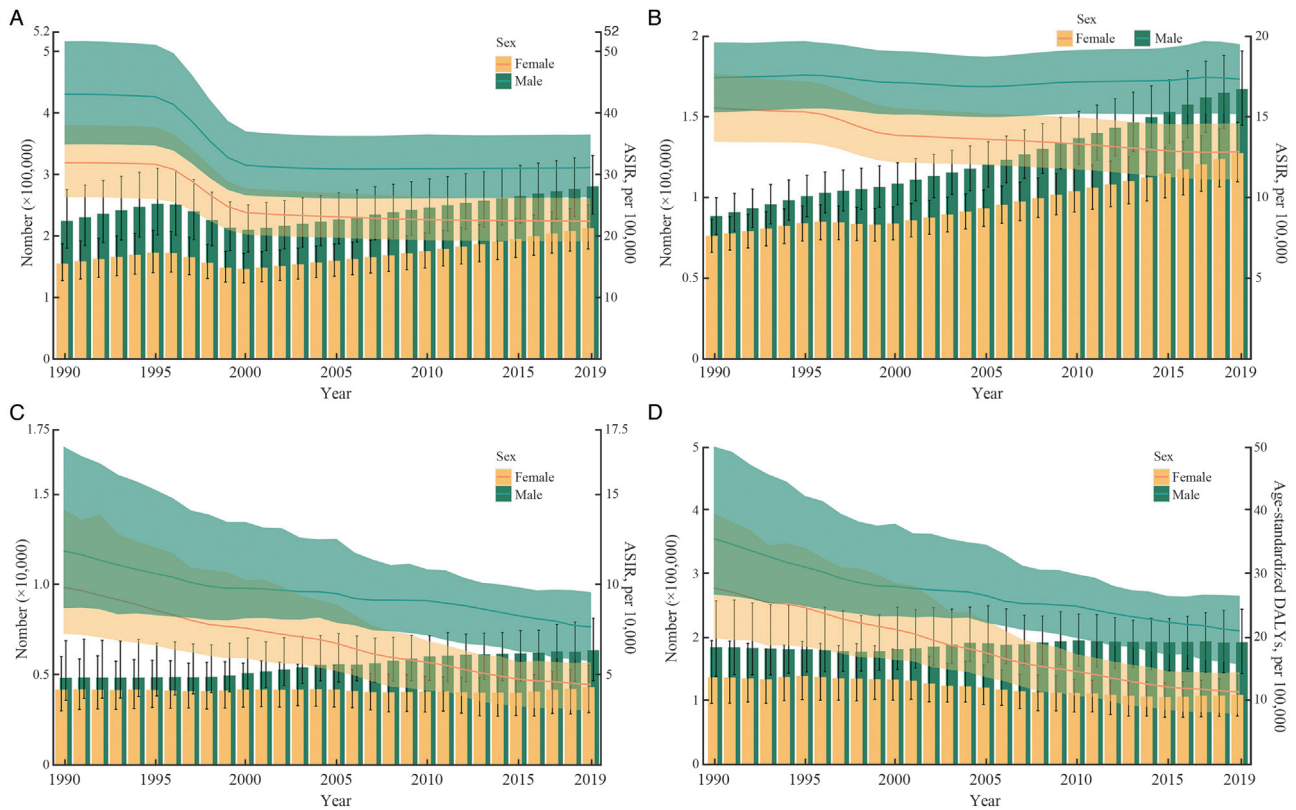 A
Nomber (×100,000)
5.2
5
4
3
2
1
0
Sex
Female
Male
52
50
40
30
20
10
ASIR, per 100,000
1990 1995 2000 2005 2010 2015 2019
Year
B
Nomber (×100,000)
2
1.5
1
0.5
0
Sex
Female Male
20
15
10
5
ASIR, per 100,000
1990 1995 2000 2005 2010 2015 2019
Year
C
Nomber (×10,000)
1.75
1.5
1.0
0.5
0
Sex
Female
Male
17.5
10
5
ASIR, per 10,000
1990 1995 2000 2005 2010 2015 2019
Year
D
Nomber (×100,000)
5
4
3
2
1
0
Sex
Female
Male
50
40
30
20
10
Age-standardized DALYs, per 100,000
1990 1995 2000 2005 2010 2015 2019
Year